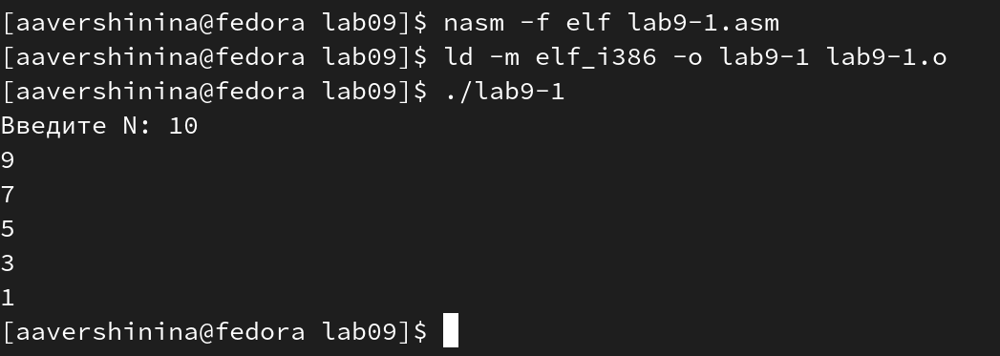 [aavershinina@fedora lab09]$ nasm -f elf lab9-1.asm
[aavershinina@fedora lab09]$ ld -m elf_i386 -o lab9-1 lab9-1.o
[aavershinina@fedora lab09]$ ./lab9-1
Введите N: 10
9
7
5
3
1
[aavershinina@fedora lab09]$